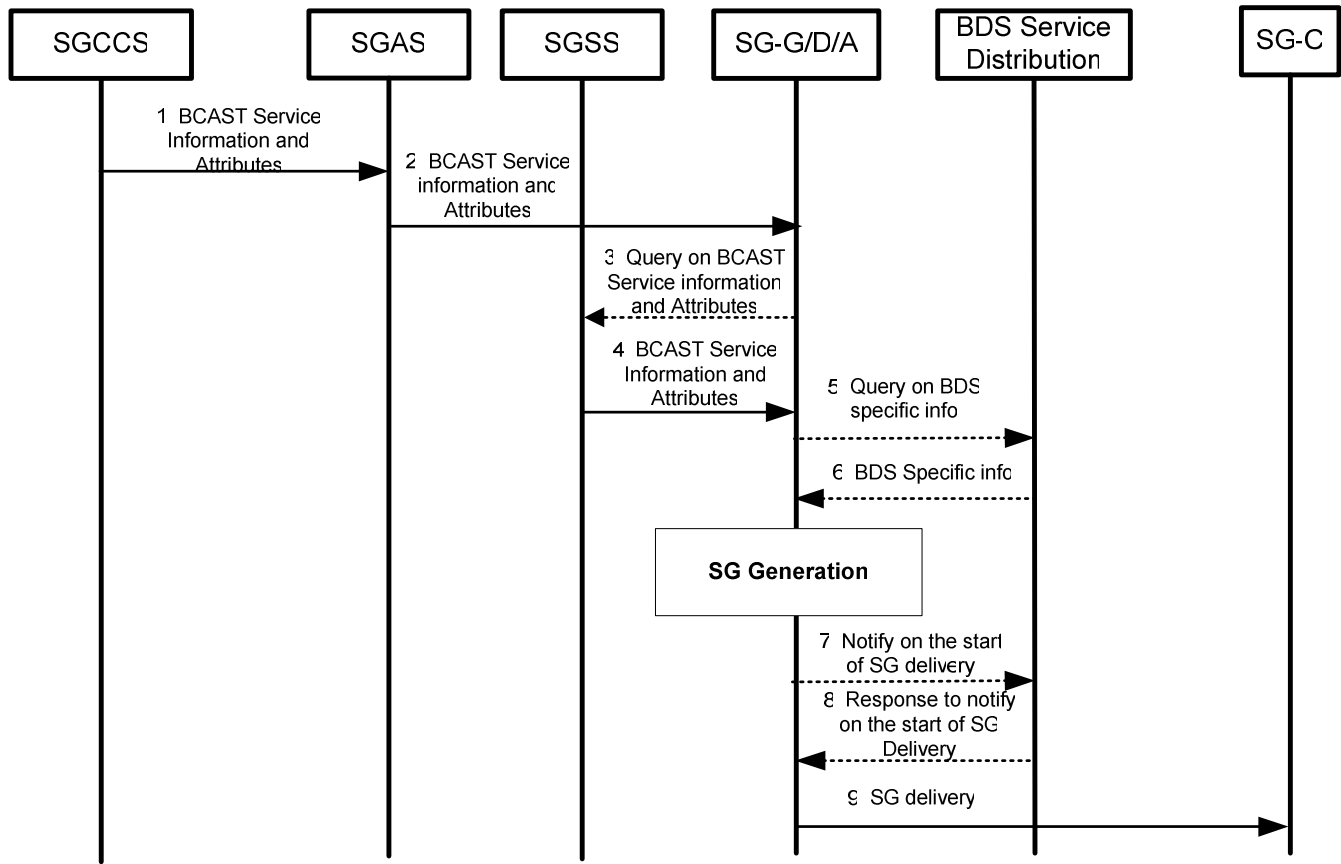 SGCCS
SGAS
SGSS
SG-G/D/A
BDS Service
Distribution
SG-C
1 BCAST Service
Information and
Attributes
2 BCAST Service
information and
Attributes
3 Query on BCAST
Service information
and Attributes
4 BCAST Service
Information and
Attributes
5 Query on BDS
specific info
6 BDS Specific info
SG Generation
7 Notify on the start
of SG delivery
8 Response to notify
on the start of SG
Delivery
9 SG delivery